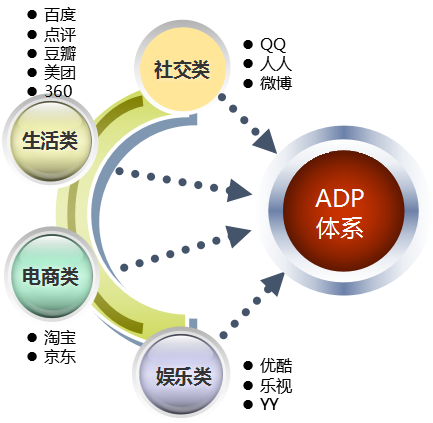 百度
点评
豆瓣
美团
360
生活类
社交类
QQ
人人
微博
ADP
体系
电商类
淘宝
京东
娱乐类
优酷
乐视
YY